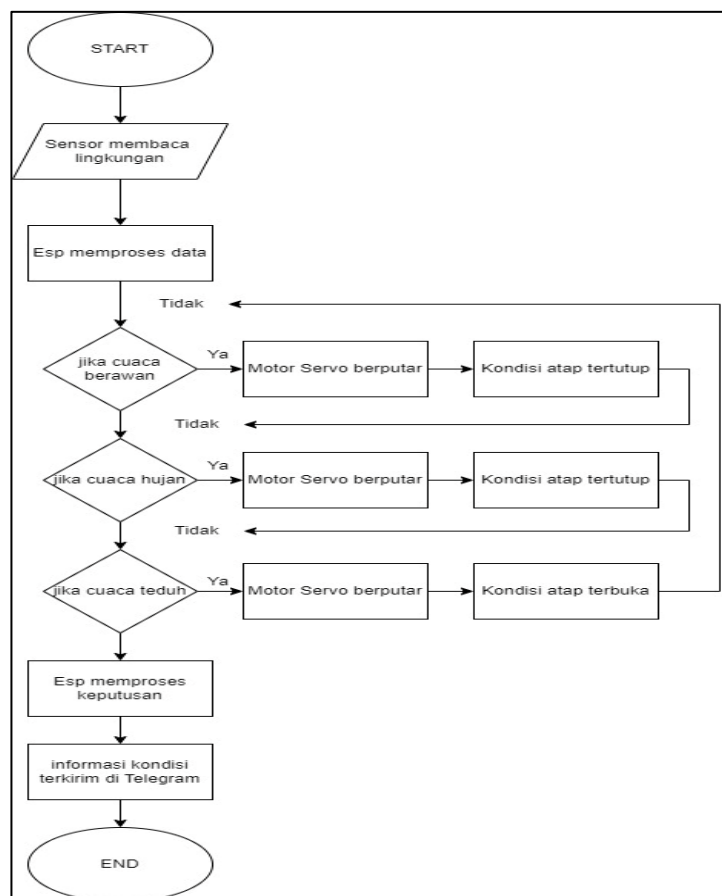 START
Sensor membaca
lingkungan
Esp memproses data
Tidak
jika cuaca
berawan
Ya
Motor Servo berputar
Kondisi atap tertutup
Tidak
jika cuaca hujan
Ya
Motor Servo berputar
Kondisi atap tertutup
Tidak
jika cuaca teduh
Ya
Motor Servo berputar
Kondisi atap terbuka
Esp memproses
keputusan
informasi kondisi
terkirim di Telegram
END